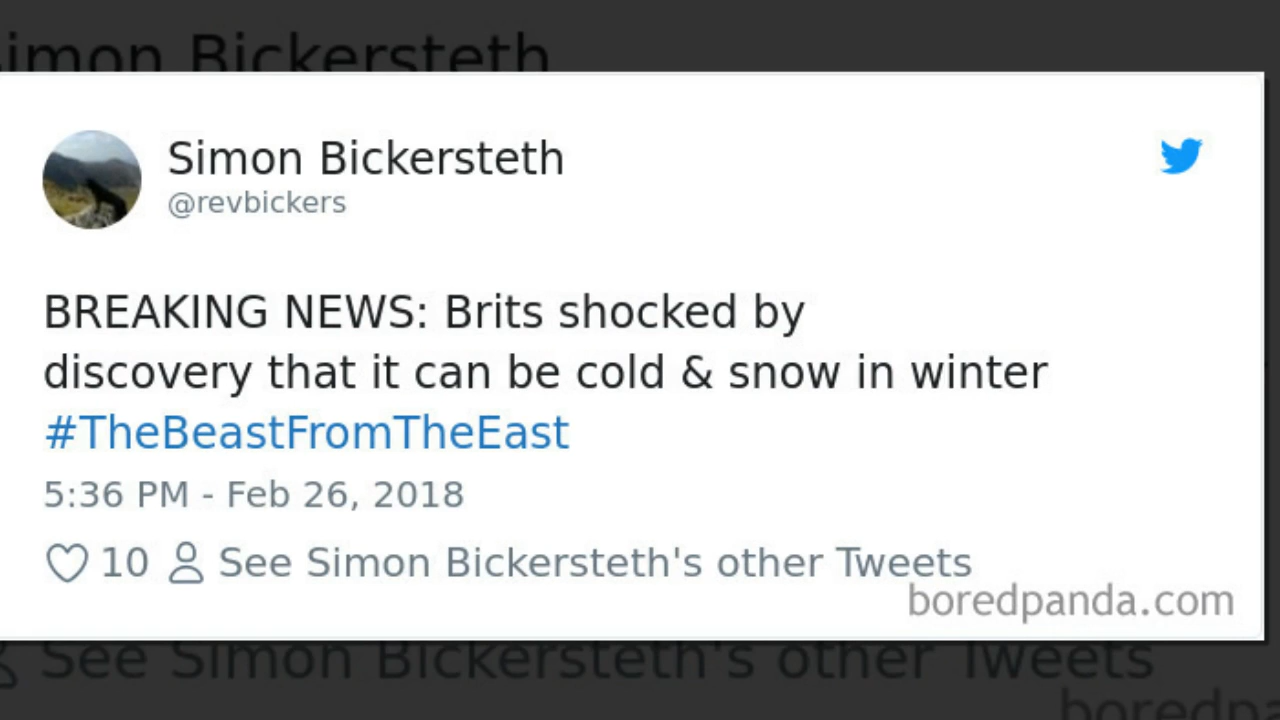 imon Bickersteth
Simon Bickersteth
@revbickers
BREAKING NEWS: Brits shocked by
discovery that it can be cold & snow in winter
#TheBeastFromTheEast
5:36 PM - Feb 26, 2018
10 See Simon Bickersteth's other Tweets
boredpanda.com
See Simon Bickersteth's other Tweets
boredpa